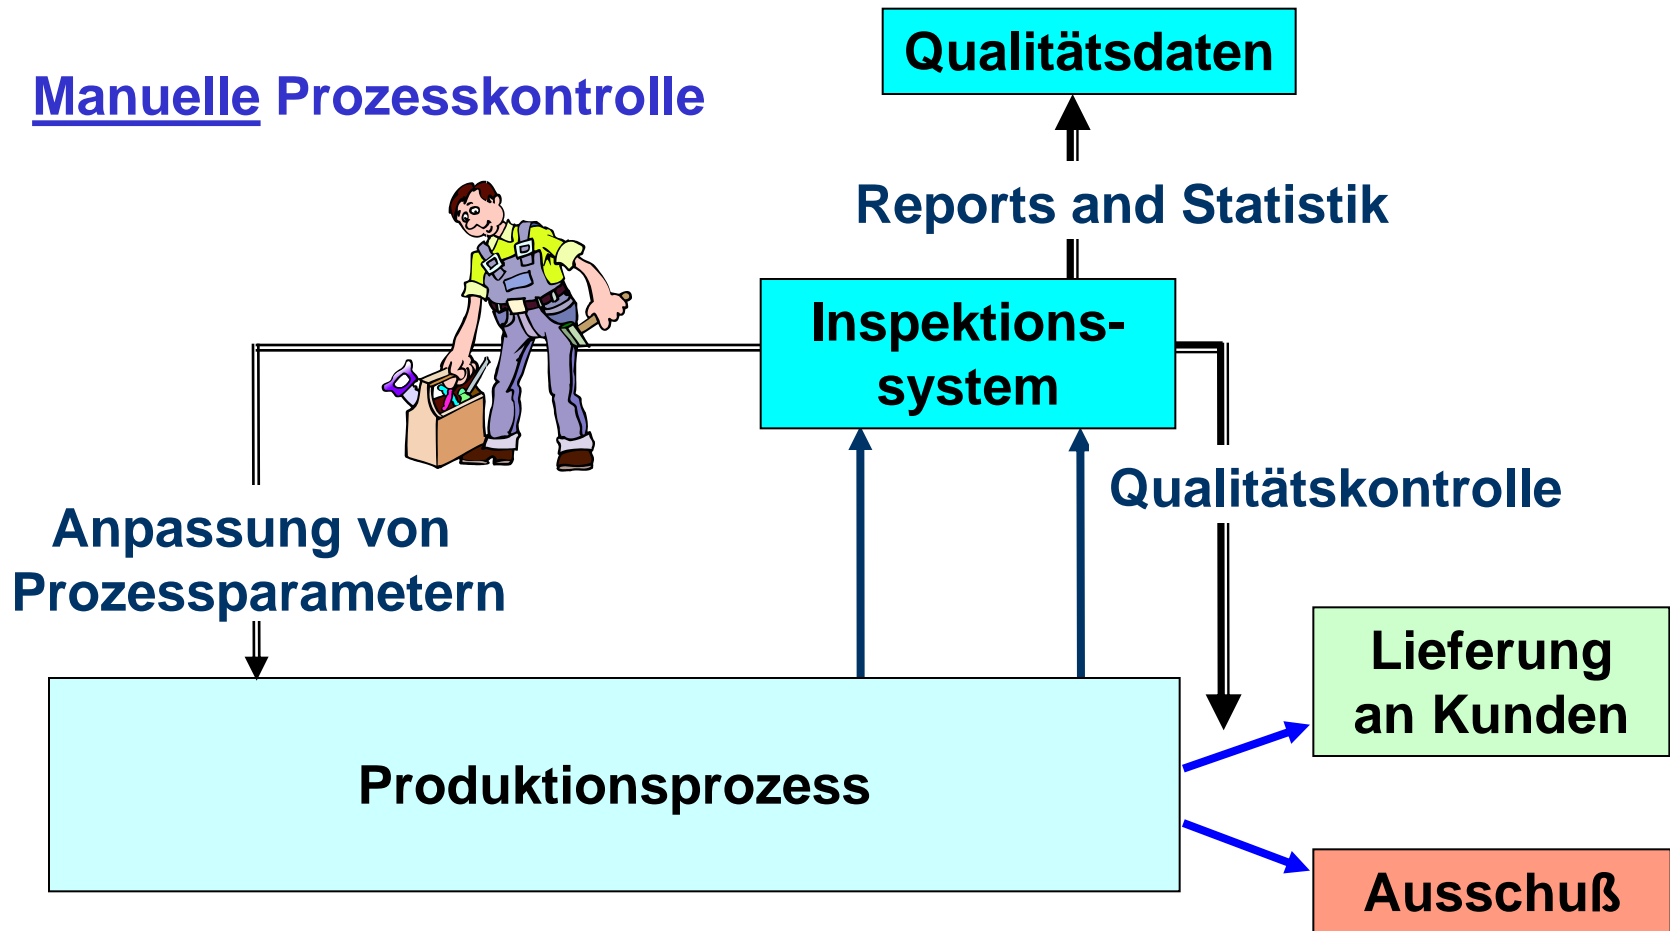 Qualitätsdaten
Manuelle Prozesskontrolle
Reports and Statistik
Inspektions-
system
Qualitätskontrolle
Anpassung von
Prozessparametern
Lieferung
an Kunden
Produktionsprozess
Ausschuß